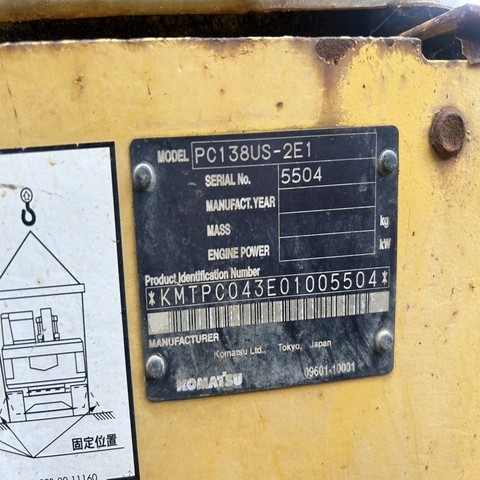 MODEL PC138US-2E1
SERIAL No. 5504
MANUFACT.YEAR
MASS kg
ENGINE POWER kW
Product Identification Number
*KMTPC043E01005504*
MANUFACTURER
Komatsu Ltd., Tokyo, Japan
KOMATSU 09601-10001
固定位置